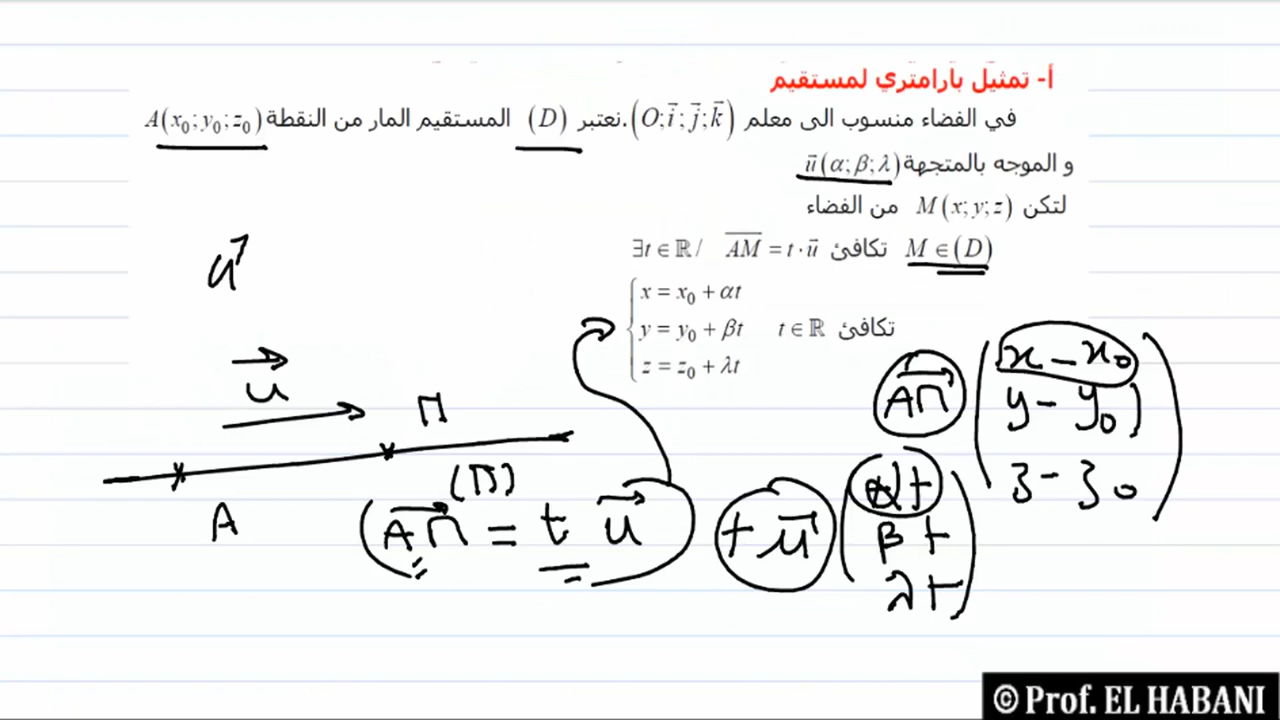 أ- تمثيل بارامتري لمستقيم
في الفضاء منسوب الى معلم (O; i⃗; j⃗; k⃗).نعتبر (D) المستقيم المار من النقطة A(x₀; y₀; z₀)
و الموجه بالمتجهة u⃗(α; β; λ)
لتكن M(x; y; z) من الفضاء
M ∈ (D) تكافئ ∃t ∈ ℝ / AM = t·u⃗
x = x₀ + αt
y = y₀ + βt t ∈ ℝ تكافئ
z = z₀ + λt
u⃗
u⃗
M
A
(D)
AM⃗ = t u⃗
t u⃗
αt
βt
λt
AM⃗
x – x₀
y – y₀
z – z₀
© Prof. EL HABANI